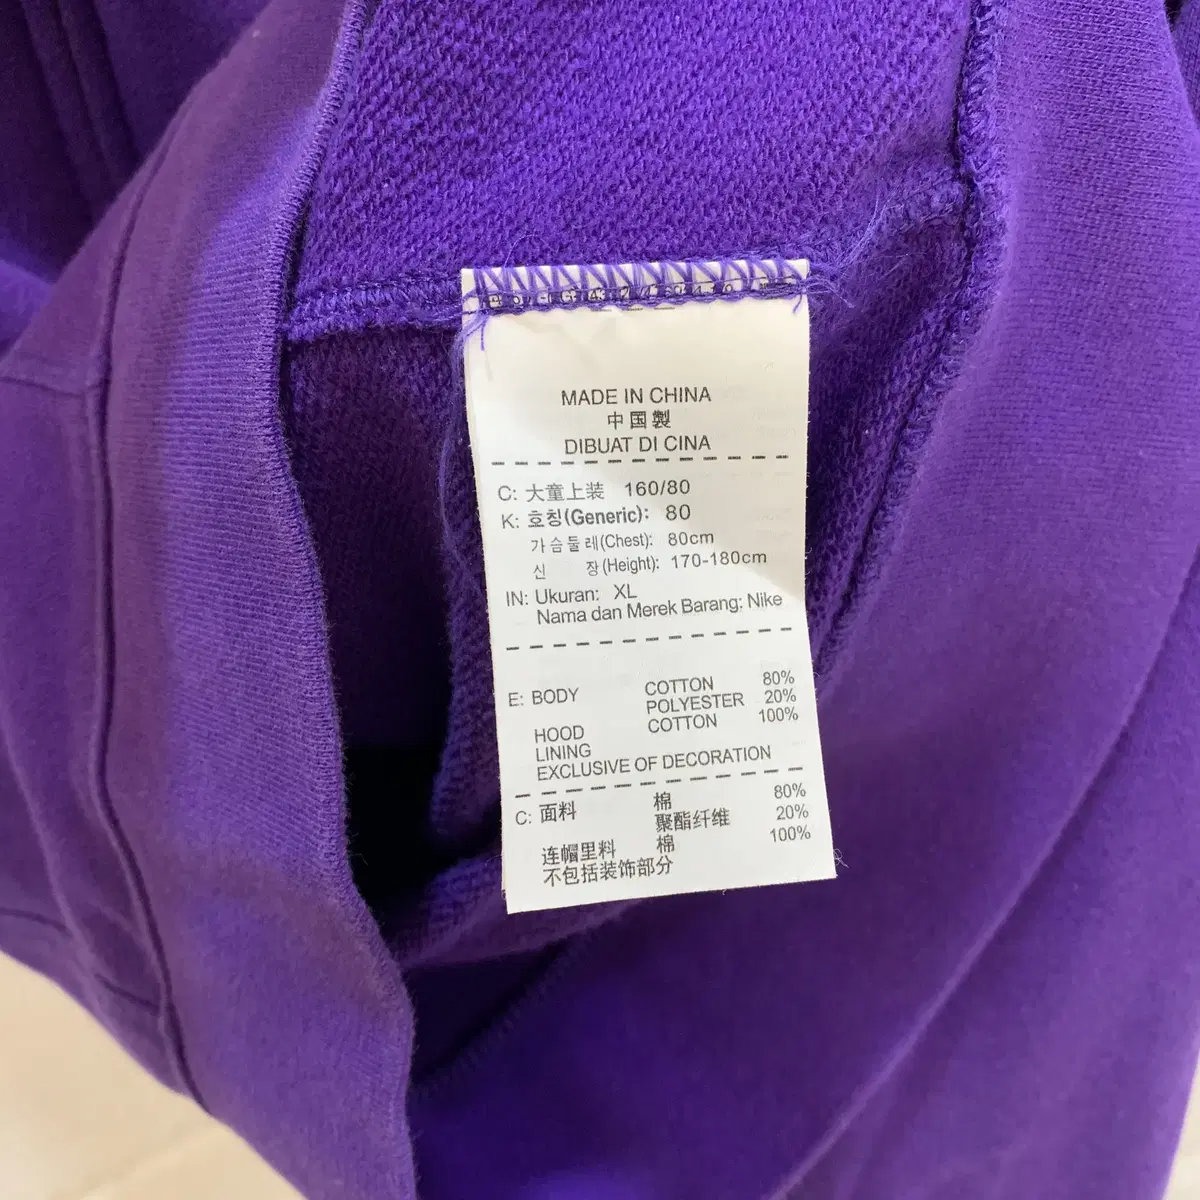 MADE IN CHINA
中国製
DIBUAT DI CINA
C: 大童上装 160/80
K: 호칭(Generic): 80
가슴둘레(Chest): 80cm
신 장(Height): 170-180cm
IN: Ukuran: XL
Nama dan Merek Barang: Nike
E: BODY COTTON 80%
POLYESTER 20%
HOOD COTTON 100%
LINING
EXCLUSIVE OF DECORATION
C: 面料 棉 80%
聚酯纤维 20%
连帽里料 棉 100%
不包括装饰部分